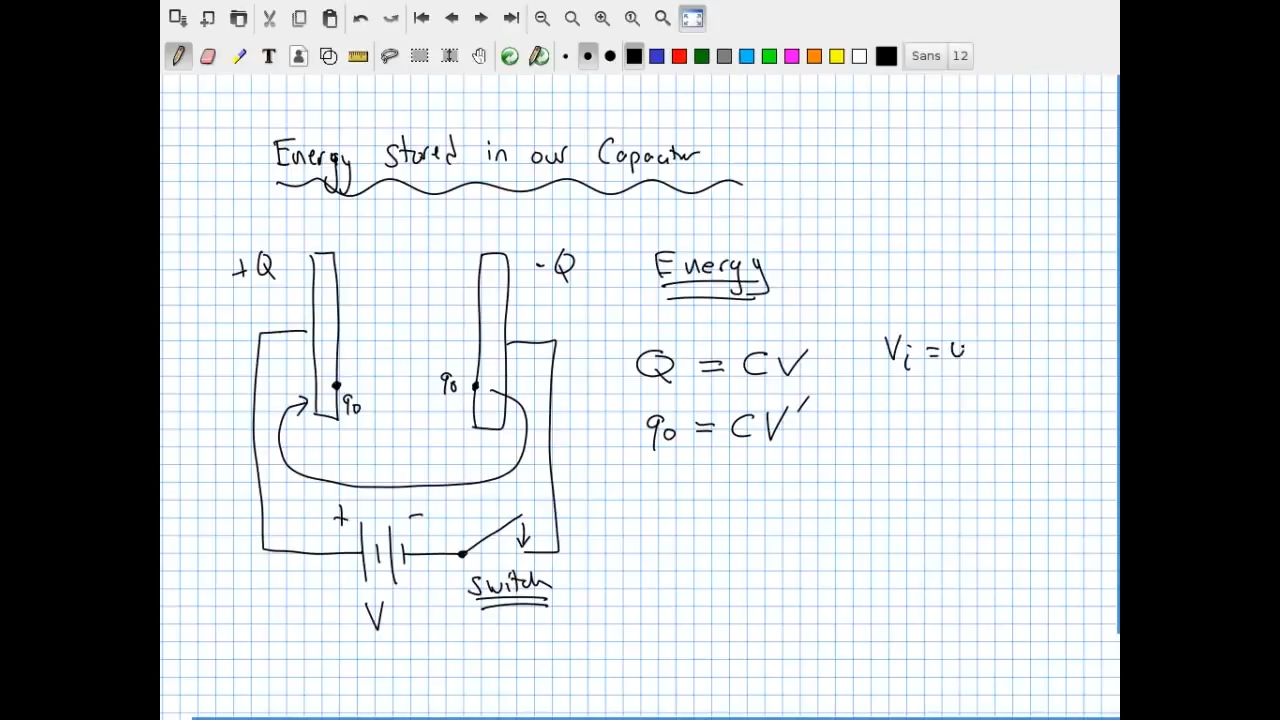 Sans 12
Energy stored in our Capacitor
+Q
-Q
Energy
Q = CV
Vi = 0
q0
q0
q0 = CV'
+ -
switch
V